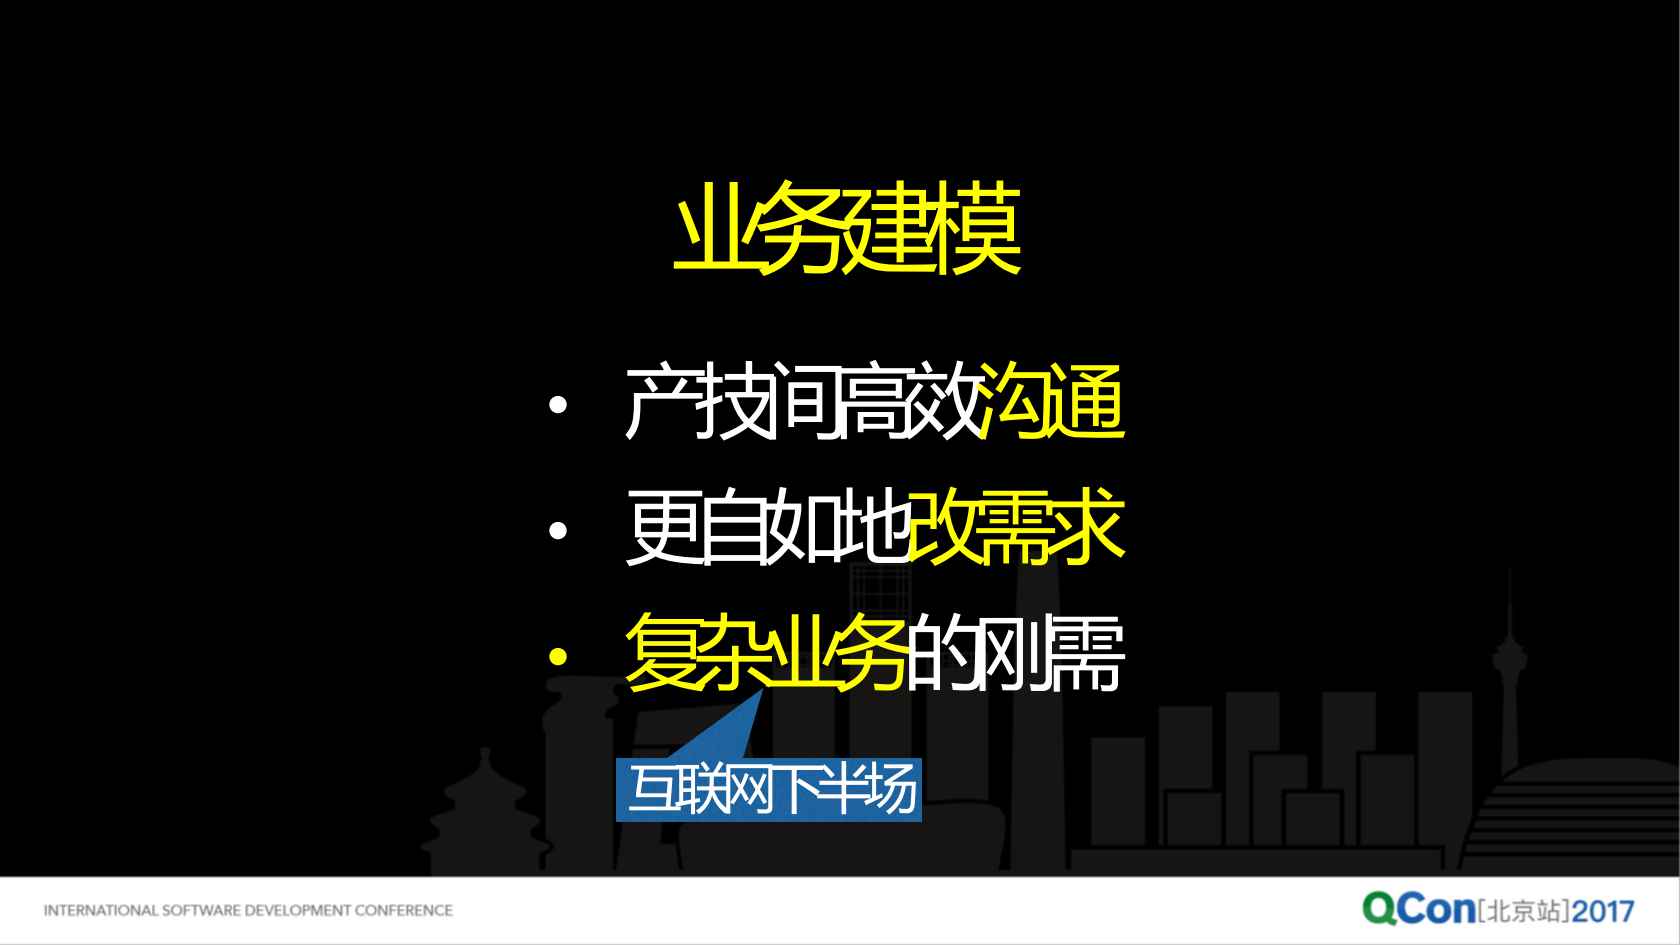 业务建模
• 产技间高效沟通
• 更自如地改需求
• 复杂业务的刚需
互联网下半场
INTERNATIONAL SOFTWARE DEVELOPMENT CONFERENCE
QCon[北京站]2017